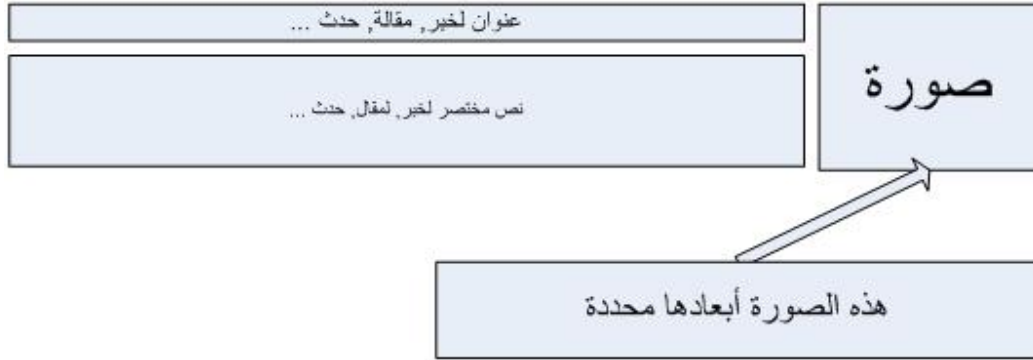 عنوان لخبر, مقالة, حدث ...
صورة
نص مختصر لخبر, لمقال, حدث ...
هذه الصورة أبعادها محددة